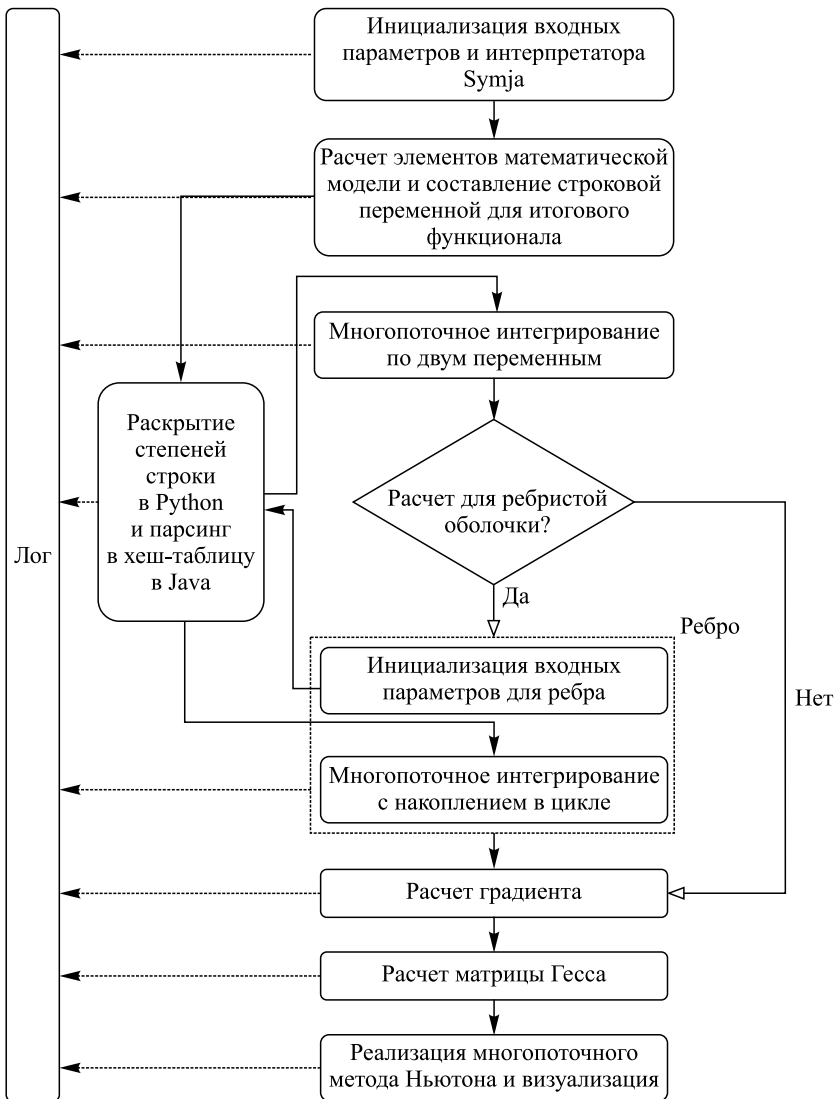 Инициализация входных
параметров и интерпретатора
Symja
Расчет элементов математической
модели и составление строковой
переменной для итогового
функционала
Многопоточное интегрирование
по двум переменным
Раскрытие
степеней
строки
в Python
и парсинг
в хеш-таблицу
в Java
Лог
Расчет для ребристой
оболочки?
Да
Ребро
Инициализация входных
параметров для ребра
Нет
Многопоточное интегрирование
с накоплением в цикле
Расчет градиента
Расчет матрицы Гесса
Реализация многопоточного
метода Ньютона и визуализация